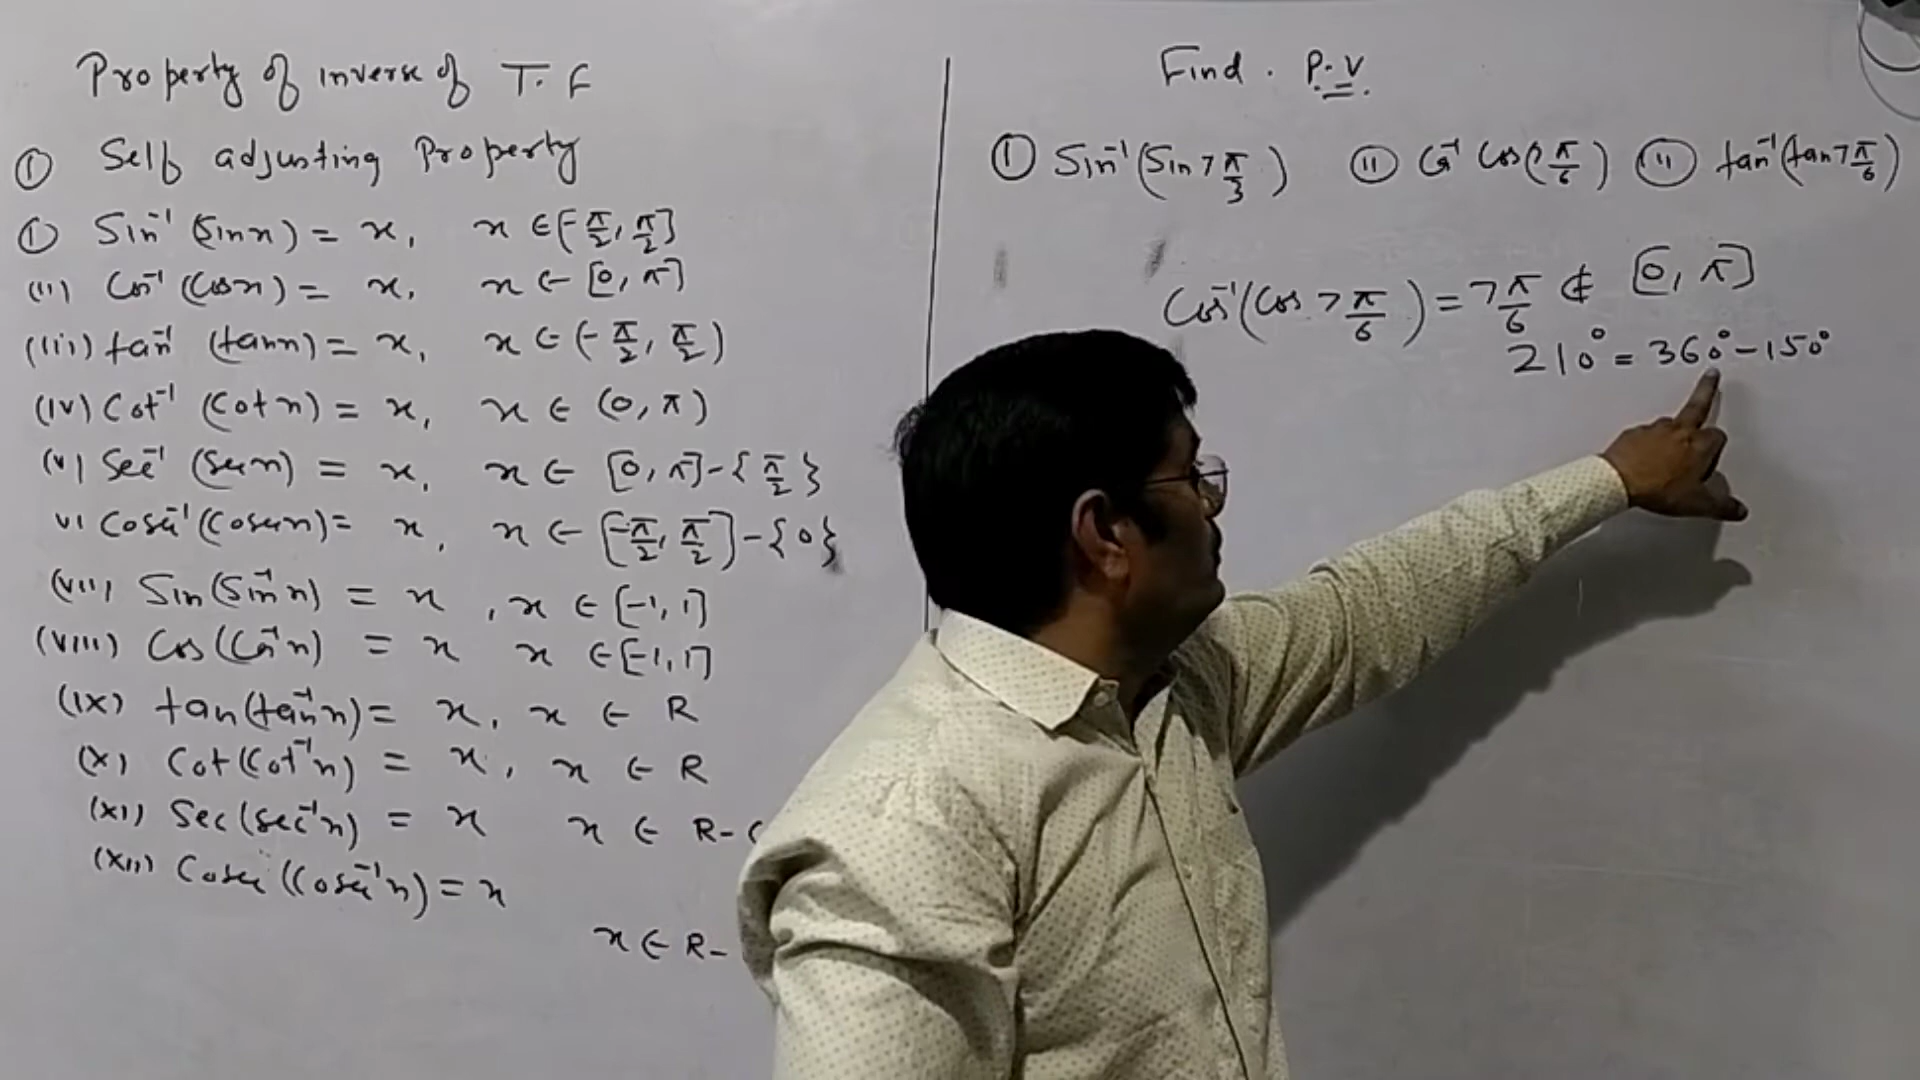 Property of inverse of T. F
① Self adjusting Property
① Sin⁻¹ (Sinx) = x, x ∈ [-π/2, π/2]
(ii) Cos⁻¹ (Cosx) = x, x ∈ [0, π]
(iii) tan⁻¹ (tanx) = x, x ∈ (-π/2, π/2)
(iv) Cot⁻¹ (Cotx) = x, x ∈ (0, π)
(v) Sec⁻¹ (Secx) = x, x ∈ [0, π]-{π/2}
vi Cosec⁻¹ (Cosecx) = x, x ∈ [-π/2, π/2]-{0}
(vii) Sin(Sin⁻¹x) = x, x ∈ [-1, 1]
(viii) Cos(Cos⁻¹x) = x x ∈ [-1, 1]
(ix) tan(tan⁻¹x) = x, x ∈ R
(x) Cot(Cot⁻¹x) = x, x ∈ R
(xi) Sec(sec⁻¹x) = x x ∈ R-(
(xii) Cosec(Cosec⁻¹x) = x
x ∈ R-
Find. P.V.
① Sin⁻¹(Sin 7π/3) ⑪ Cos⁻¹ Cos(7π/6) ⑪ tan⁻¹(tan 7π/6)
Cos⁻¹(Cos 7π/6) = 7π/6 ∉ [0, π]
210° = 360° - 150°